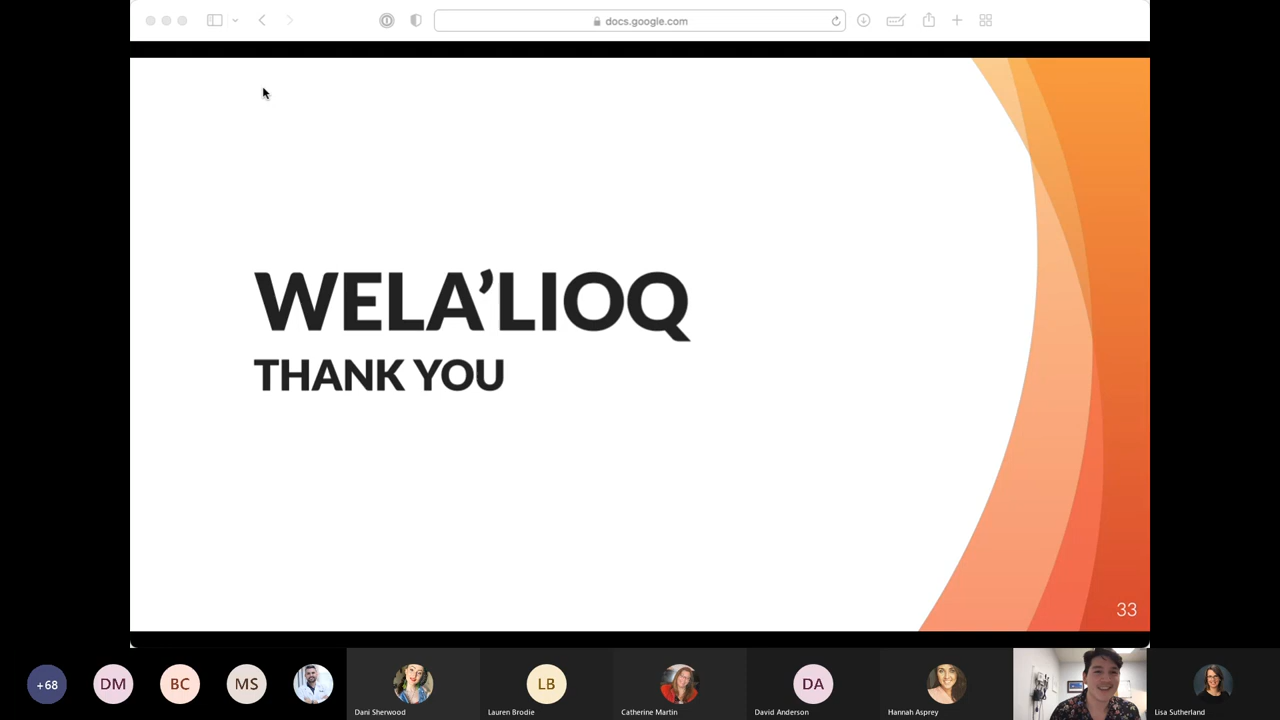 docs.google.com
WELA’LIOQ
THANK YOU
33
+68
DM
BC
MS
LB
DA
Dani Sherwood
Lauren Brodie
Catherine Martin
David Anderson
Hannah Asprey
Lisa Sutherland